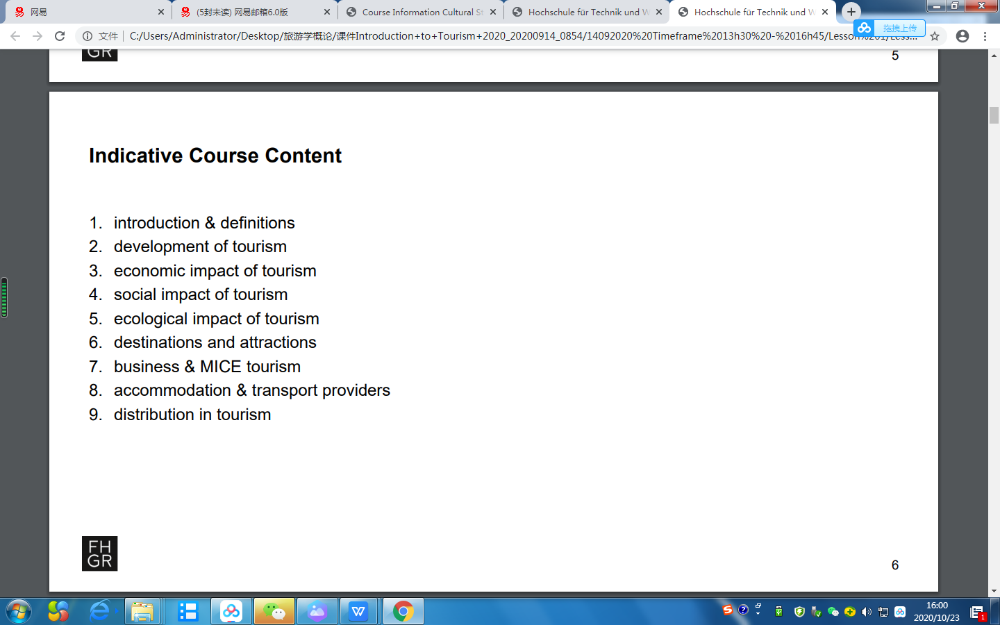 网易
(5封未读) 网易邮箱6.0版
Course Information Cultural St
Hochschule für Technik und W
Hochschule für Technik und W
拖拽上传
文件
C:/Users/Administrator/Desktop/旅游学概论/课件Introduction+to+Tourism+2020_20200914_0854/14092020%20Timeframe%2013h30%20-%2016h45/Lesson%201/Less...
GR
5
Indicative Course Content
1. introduction & definitions
2. development of tourism
3. economic impact of tourism
4. social impact of tourism
5. ecological impact of tourism
6. destinations and attractions
7. business & MICE tourism
8. accommodation & transport providers
9. distribution in tourism
FH
GR
6
16:00
2020/10/23
1